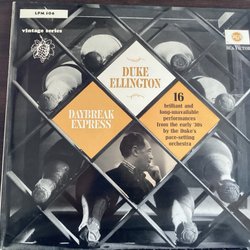 LPM 506
vintage series
RCA VICTOR
DUKE
ELLINGTON
DAYBREAK
EXPRESS
16
brilliant and
long-unavailable
performances
from the early '30s
by the Duke's
pace-setting
orchestra